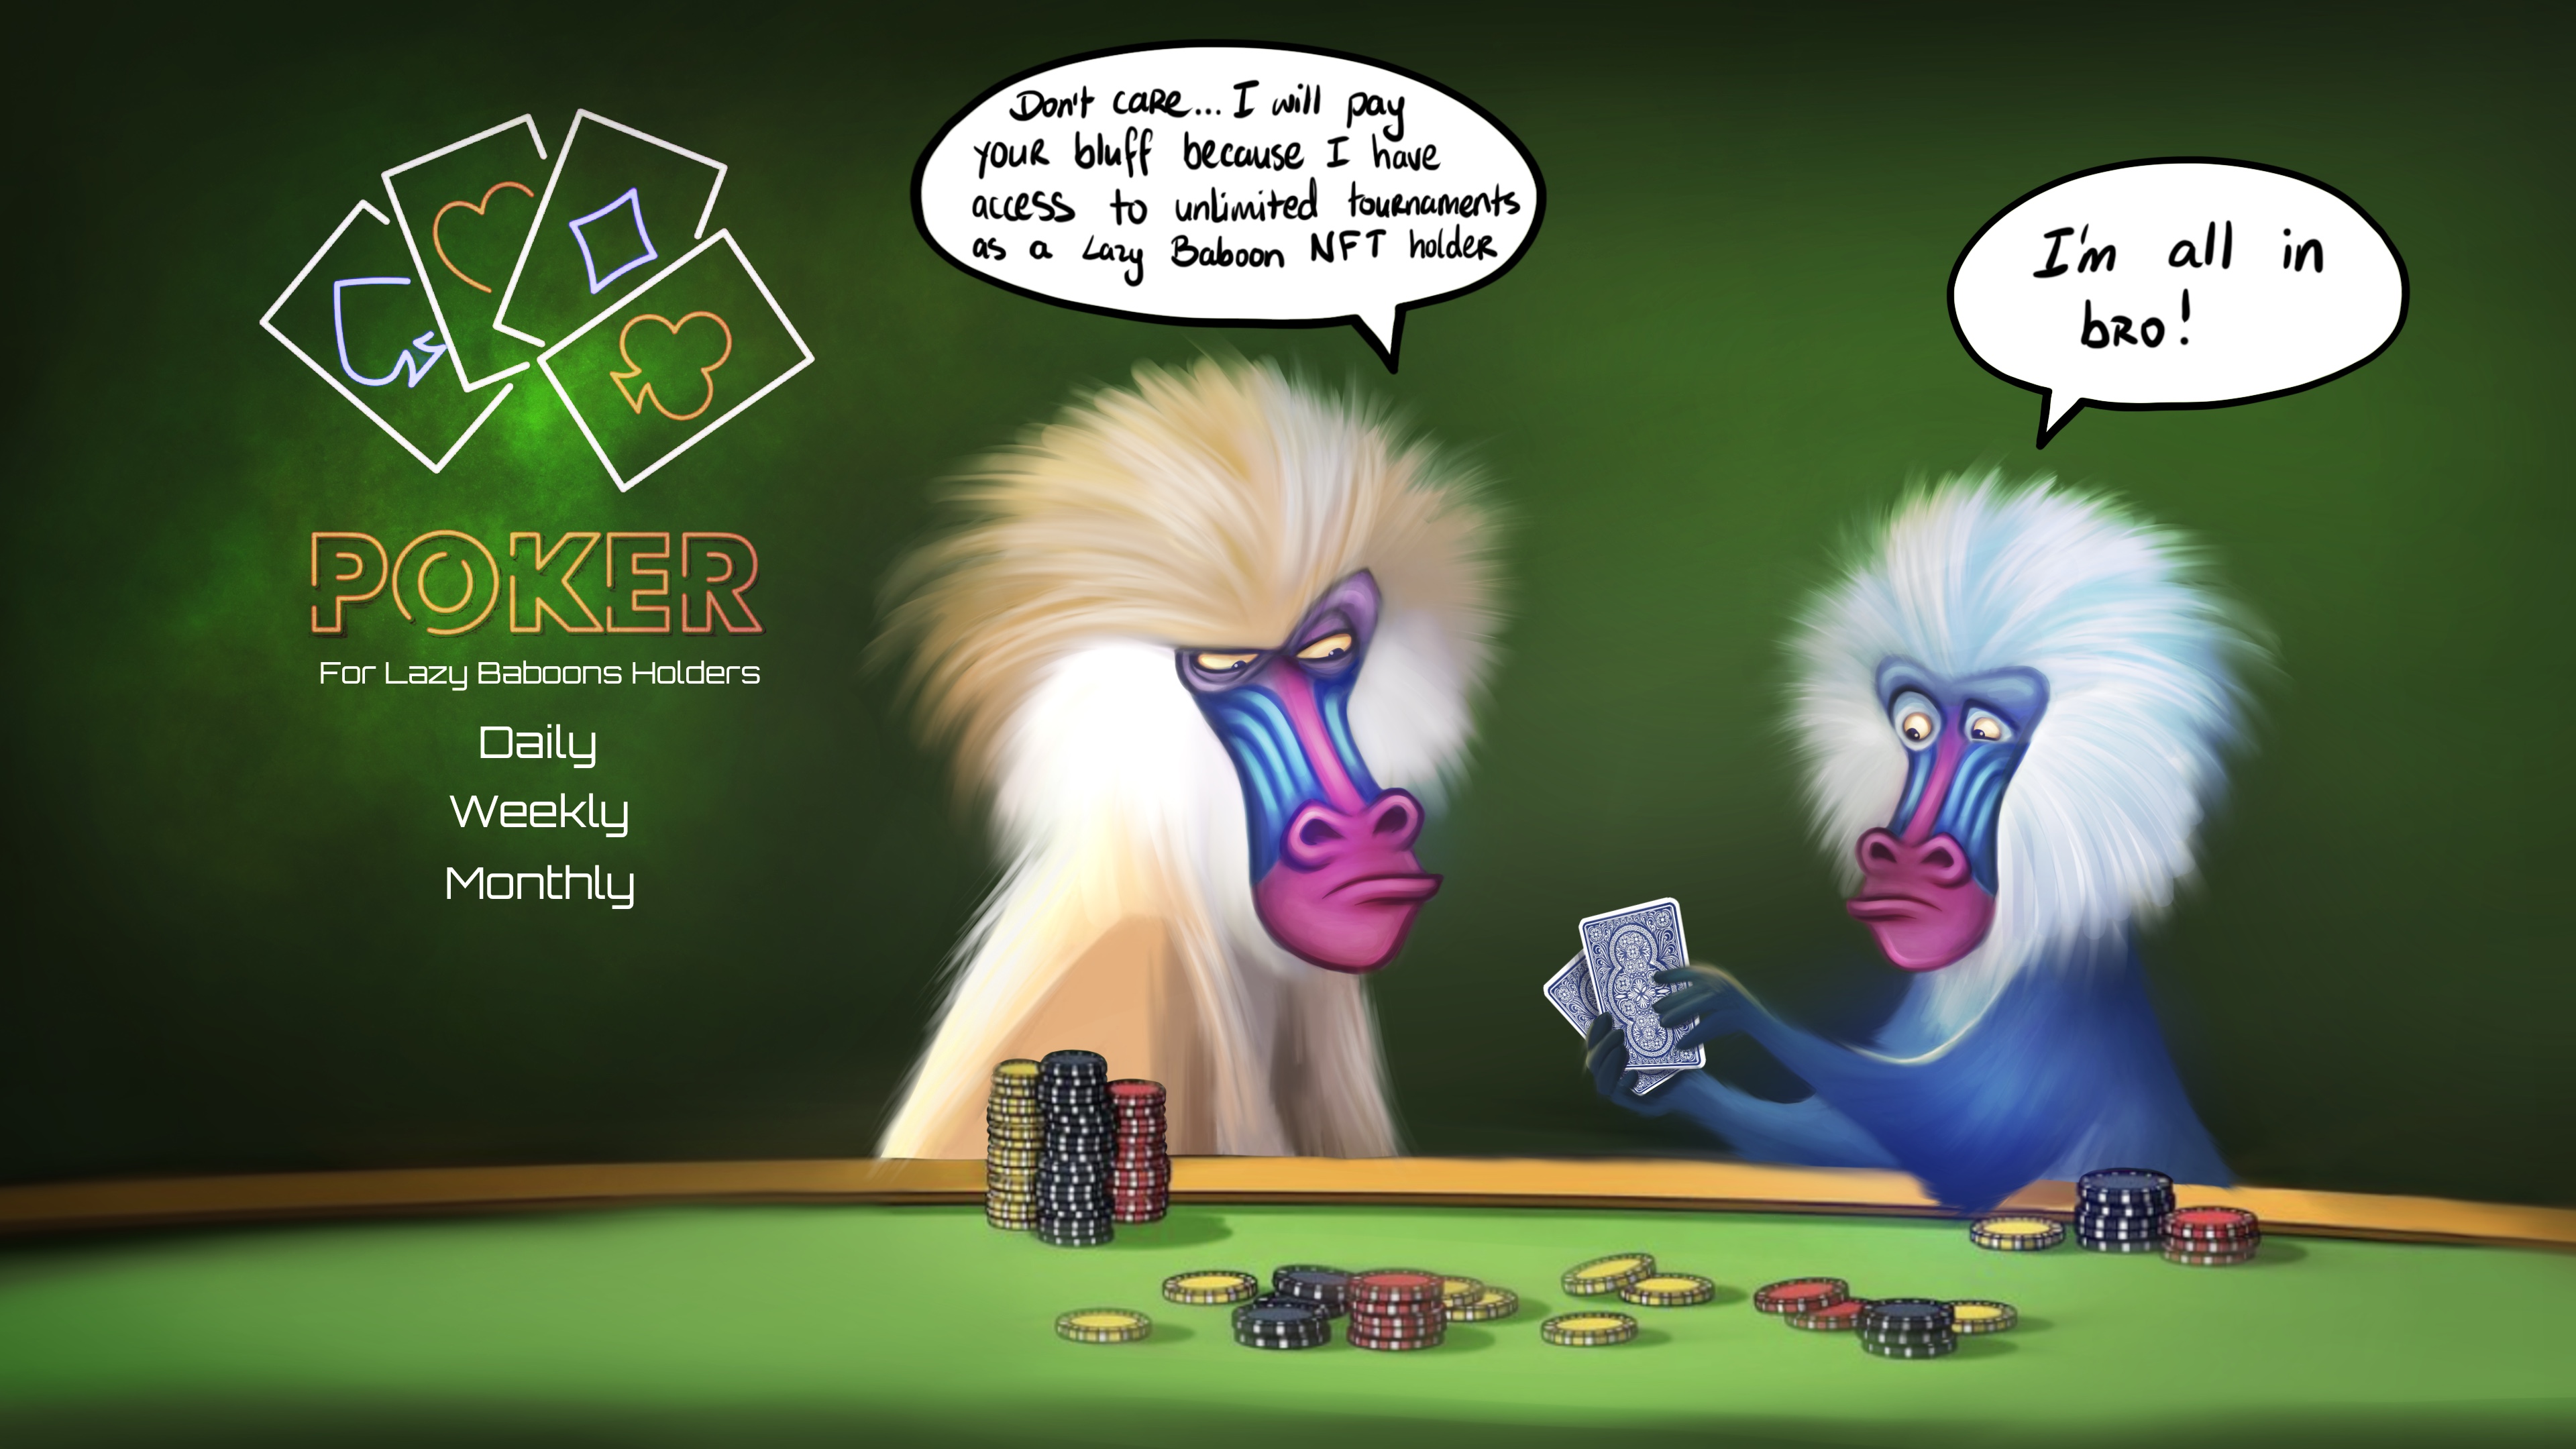 POKER
For Lazy Baboons Holders
Daily
Weekly
Monthly
Don't care... I will pay
your bluff because I have
access to unlimited tournaments
as a Lazy Baboon NFT holder
I'm all in
bro!